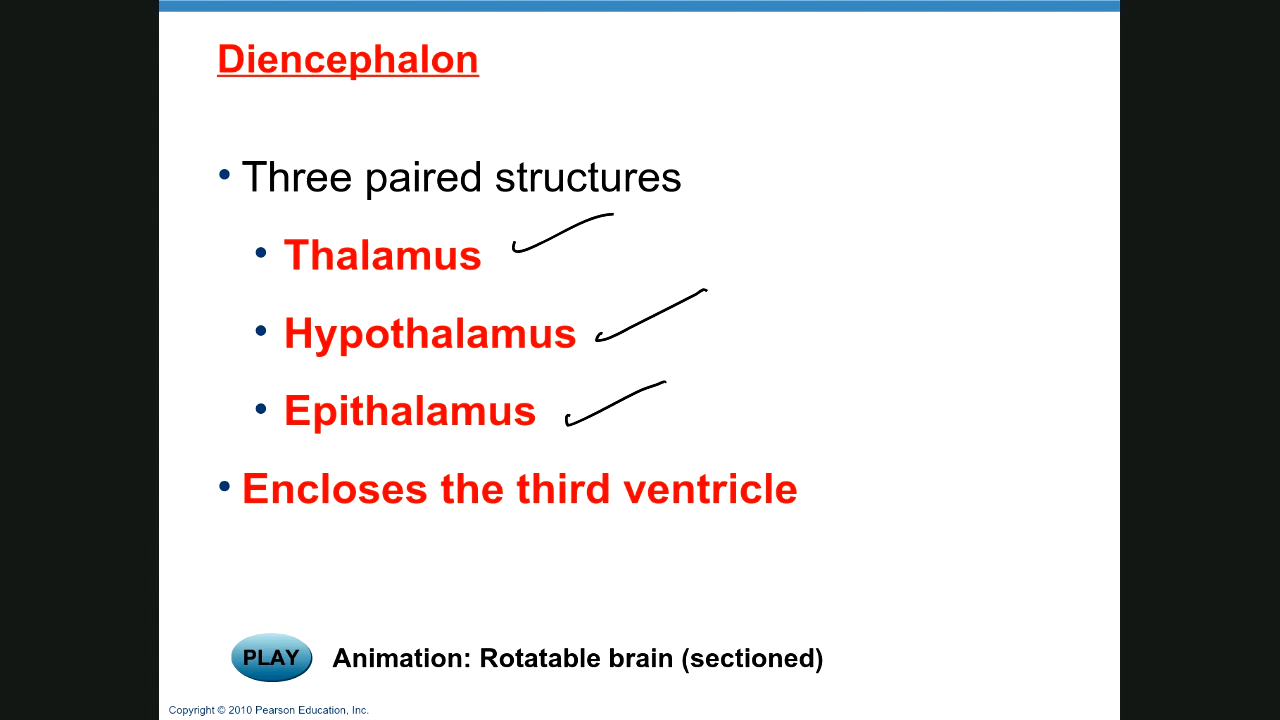 Diencephalon
• Three paired structures
• Thalamus
• Hypothalamus
• Epithalamus
• Encloses the third ventricle
PLAY Animation: Rotatable brain (sectioned)
Copyright © 2010 Pearson Education, Inc.